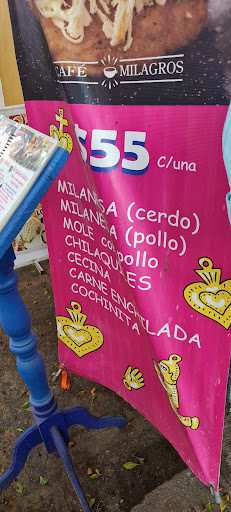 CAFÉ MILAGROS
$55 c/una
MILANESA (cerdo)
MILANESA (pollo)
MOLE con pollo
CHILAQUILES
CECINA
CARNE ENCHILADA
COCHINITA